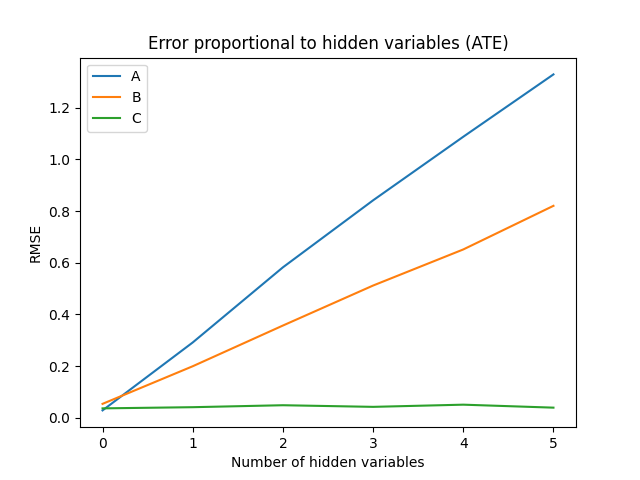 Error proportional to hidden variables (ATE)
A
B
C
1.2
1.0
0.8
0.6
0.4
0.2
0.0
RMSE
0 1 2 3 4 5
Number of hidden variables